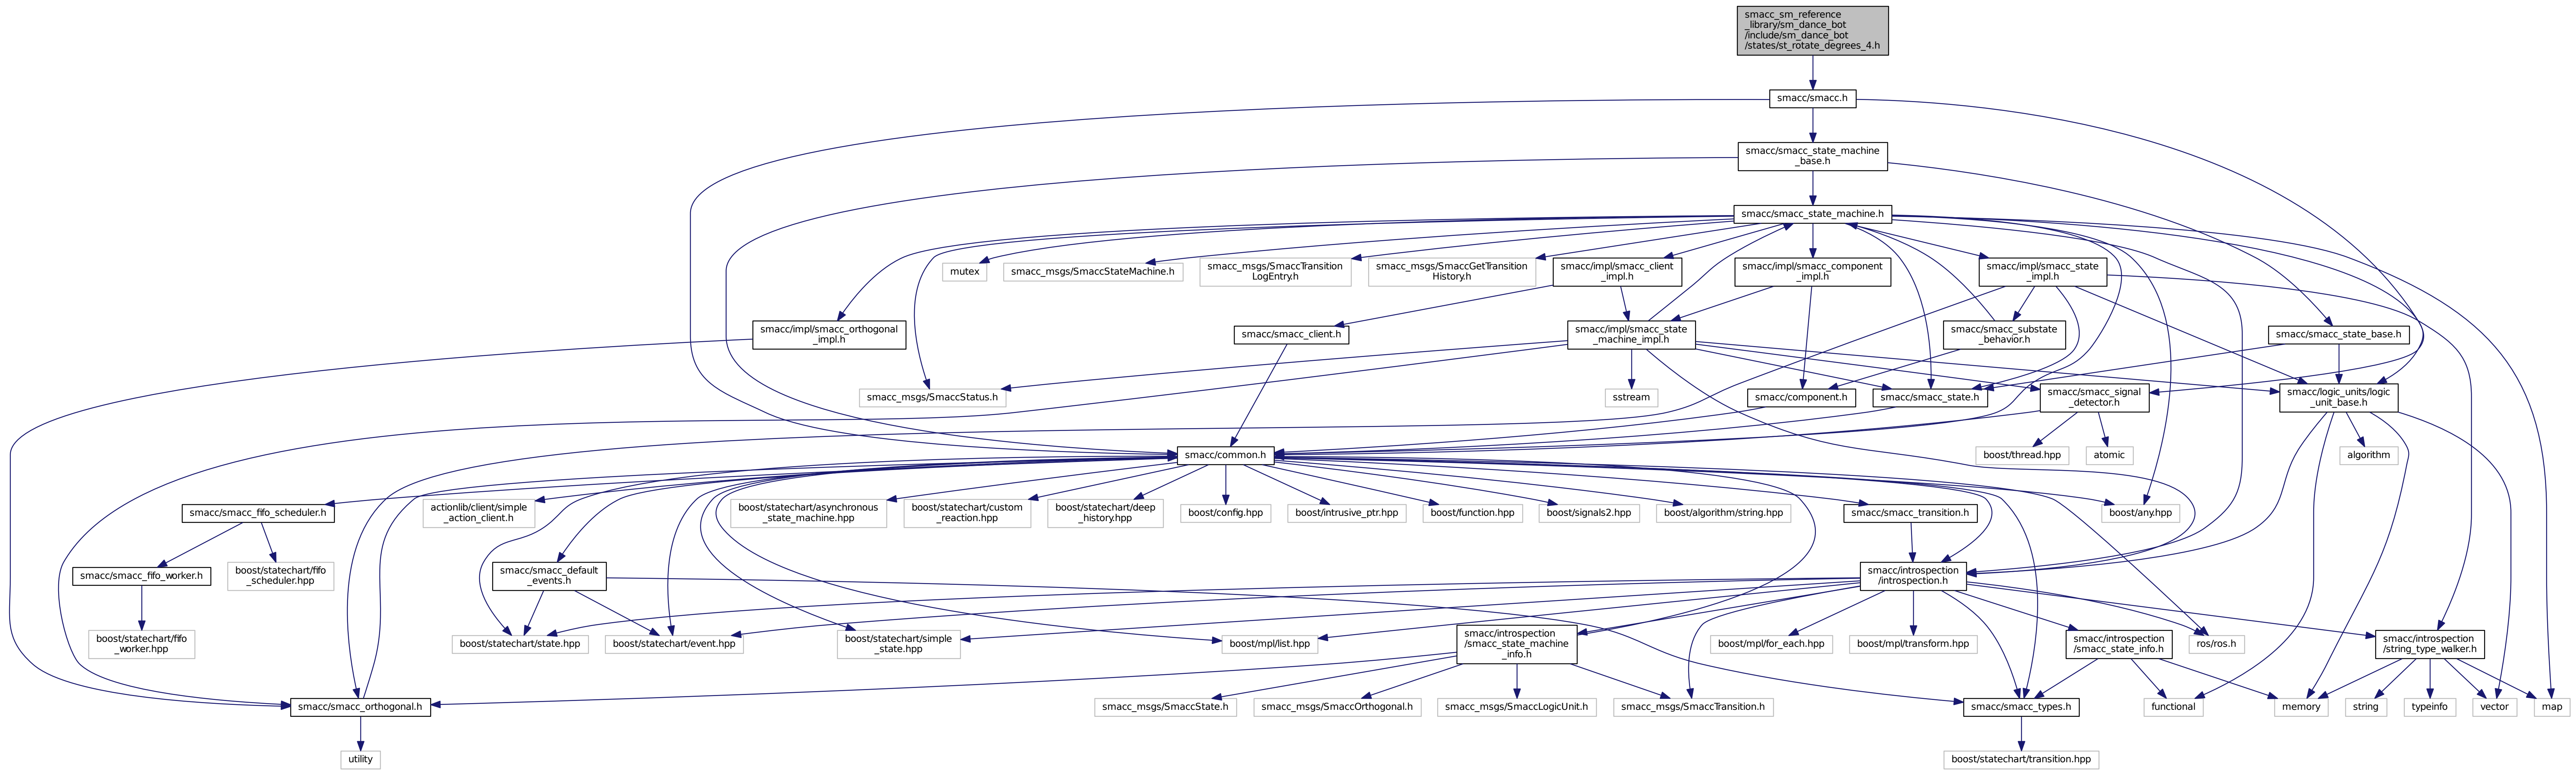 smacc_sm_reference
_library/sm_dance_bot
/include/sm_dance_bot
/states/st_rotate_degrees_4.h
smacc/smacc.h
smacc/smacc_state_machine
_base.h
smacc/smacc_state_machine.h
mutex
smacc_msgs/SmaccStateMachine.h
smacc_msgs/SmaccTransition
LogEntry.h
smacc_msgs/SmaccGetTransition
History.h
smacc/impl/smacc_client
_impl.h
smacc/impl/smacc_component
_impl.h
smacc/impl/smacc_state
_impl.h
smacc/impl/smacc_orthogonal
_impl.h
smacc/smacc_client.h
smacc/impl/smacc_state
_machine_impl.h
smacc/smacc_substate
_behavior.h
smacc/smacc_state_base.h
smacc_msgs/SmaccStatus.h
sstream
smacc/component.h
smacc/smacc_state.h
smacc/smacc_signal
_detector.h
smacc/logic_units/logic
_unit_base.h
smacc/common.h
boost/thread.hpp
atomic
algorithm
smacc/smacc_fifo_scheduler.h
actionlib/client/simple
_action_client.h
boost/statechart/asynchronous
_state_machine.hpp
boost/statechart/custom
_reaction.hpp
boost/statechart/deep
_history.hpp
boost/config.hpp
boost/intrusive_ptr.hpp
boost/function.hpp
boost/signals2.hpp
boost/algorithm/string.hpp
smacc/smacc_transition.h
boost/any.hpp
smacc/smacc_fifo_worker.h
boost/statechart/fifo
_scheduler.hpp
smacc/smacc_default
_events.h
smacc/introspection
/introspection.h
boost/statechart/fifo
_worker.hpp
boost/statechart/state.hpp
boost/statechart/event.hpp
boost/statechart/simple
_state.hpp
boost/mpl/list.hpp
smacc/introspection
/smacc_state_machine
_info.h
boost/mpl/for_each.hpp
boost/mpl/transform.hpp
smacc/introspection
/smacc_state_info.h
ros/ros.h
smacc/introspection
/string_type_walker.h
smacc/smacc_orthogonal.h
smacc_msgs/SmaccState.h
smacc_msgs/SmaccOrthogonal.h
smacc_msgs/SmaccLogicUnit.h
smacc_msgs/SmaccTransition.h
smacc/smacc_types.h
functional
memory
string
typeinfo
vector
map
utility
boost/statechart/transition.hpp